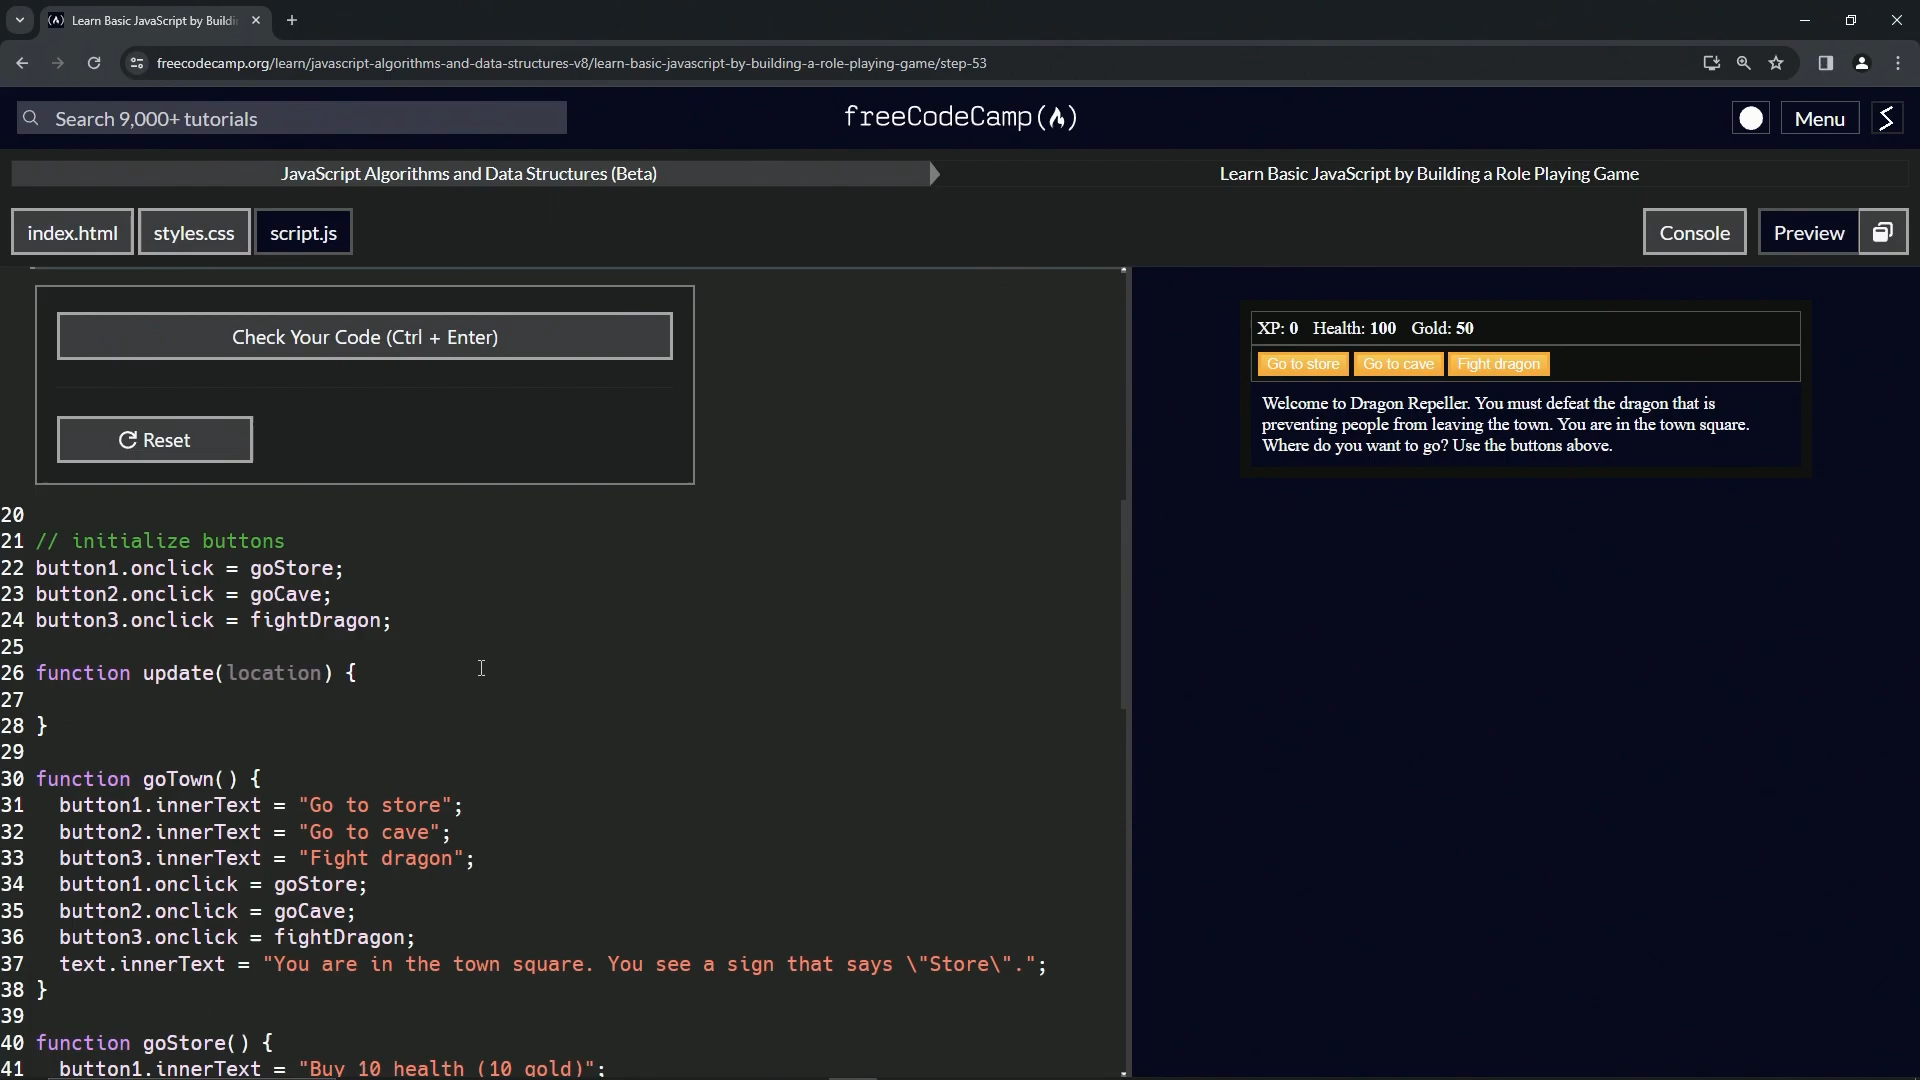 Learn Basic JavaScript by Buildi
freecodecamp.org/learn/javascript-algorithms-and-data-structures-v8/learn-basic-javascript-by-building-a-role-playing-game/step-53
Search 9,000+ tutorials
freeCodeCamp(🔥)
Menu
JavaScript Algorithms and Data Structures (Beta)
Learn Basic JavaScript by Building a Role Playing Game
index.html
styles.css
script.js
Console
Preview
Check Your Code (Ctrl + Enter)
Reset
20
21 // initialize buttons
22 button1.onclick = goStore;
23 button2.onclick = goCave;
24 button3.onclick = fightDragon;
25
26 function update(location) {
27
28 }
29
30 function goTown() {
31   button1.innerText = "Go to store";
32   button2.innerText = "Go to cave";
33   button3.innerText = "Fight dragon";
34   button1.onclick = goStore;
35   button2.onclick = goCave;
36   button3.onclick = fightDragon;
37   text.innerText = "You are in the town square. You see a sign that says \"Store\".";
38 }
39
40 function goStore() {
41   button1.innerText = "Buy 10 health (10 gold)";
XP: 0 Health: 100 Gold: 50
Go to store
Go to cave
Fight dragon
Welcome to Dragon Repeller. You must defeat the dragon that is
preventing people from leaving the town. You are in the town square.
Where do you want to go? Use the buttons above.